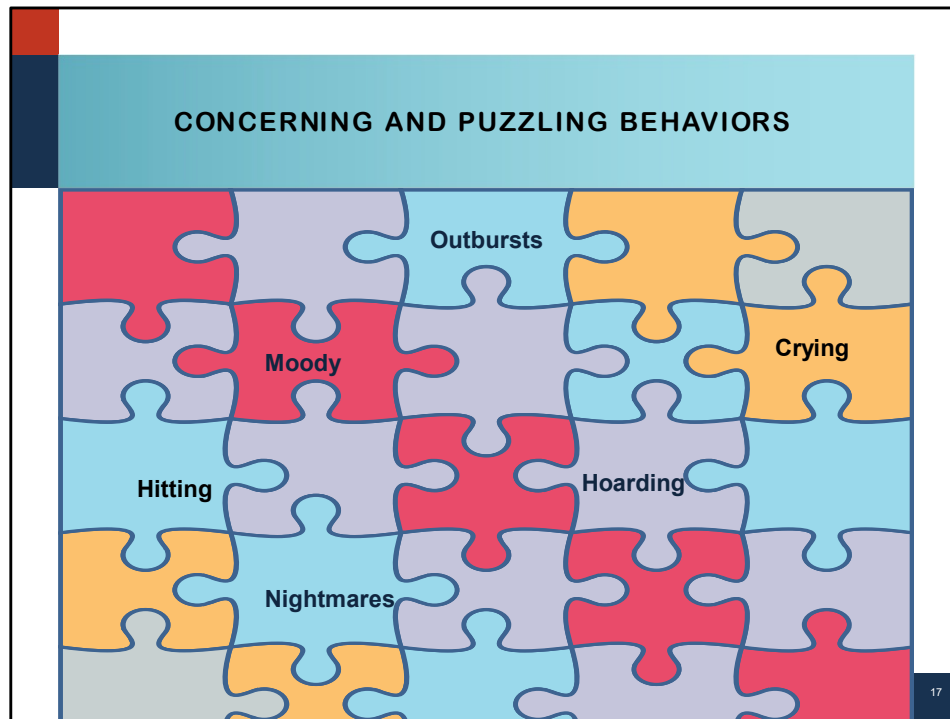 CONCERNING AND PUZZLING BEHAVIORS
Outbursts
Moody
Crying
Hitting
Hoarding
Nightmares
17